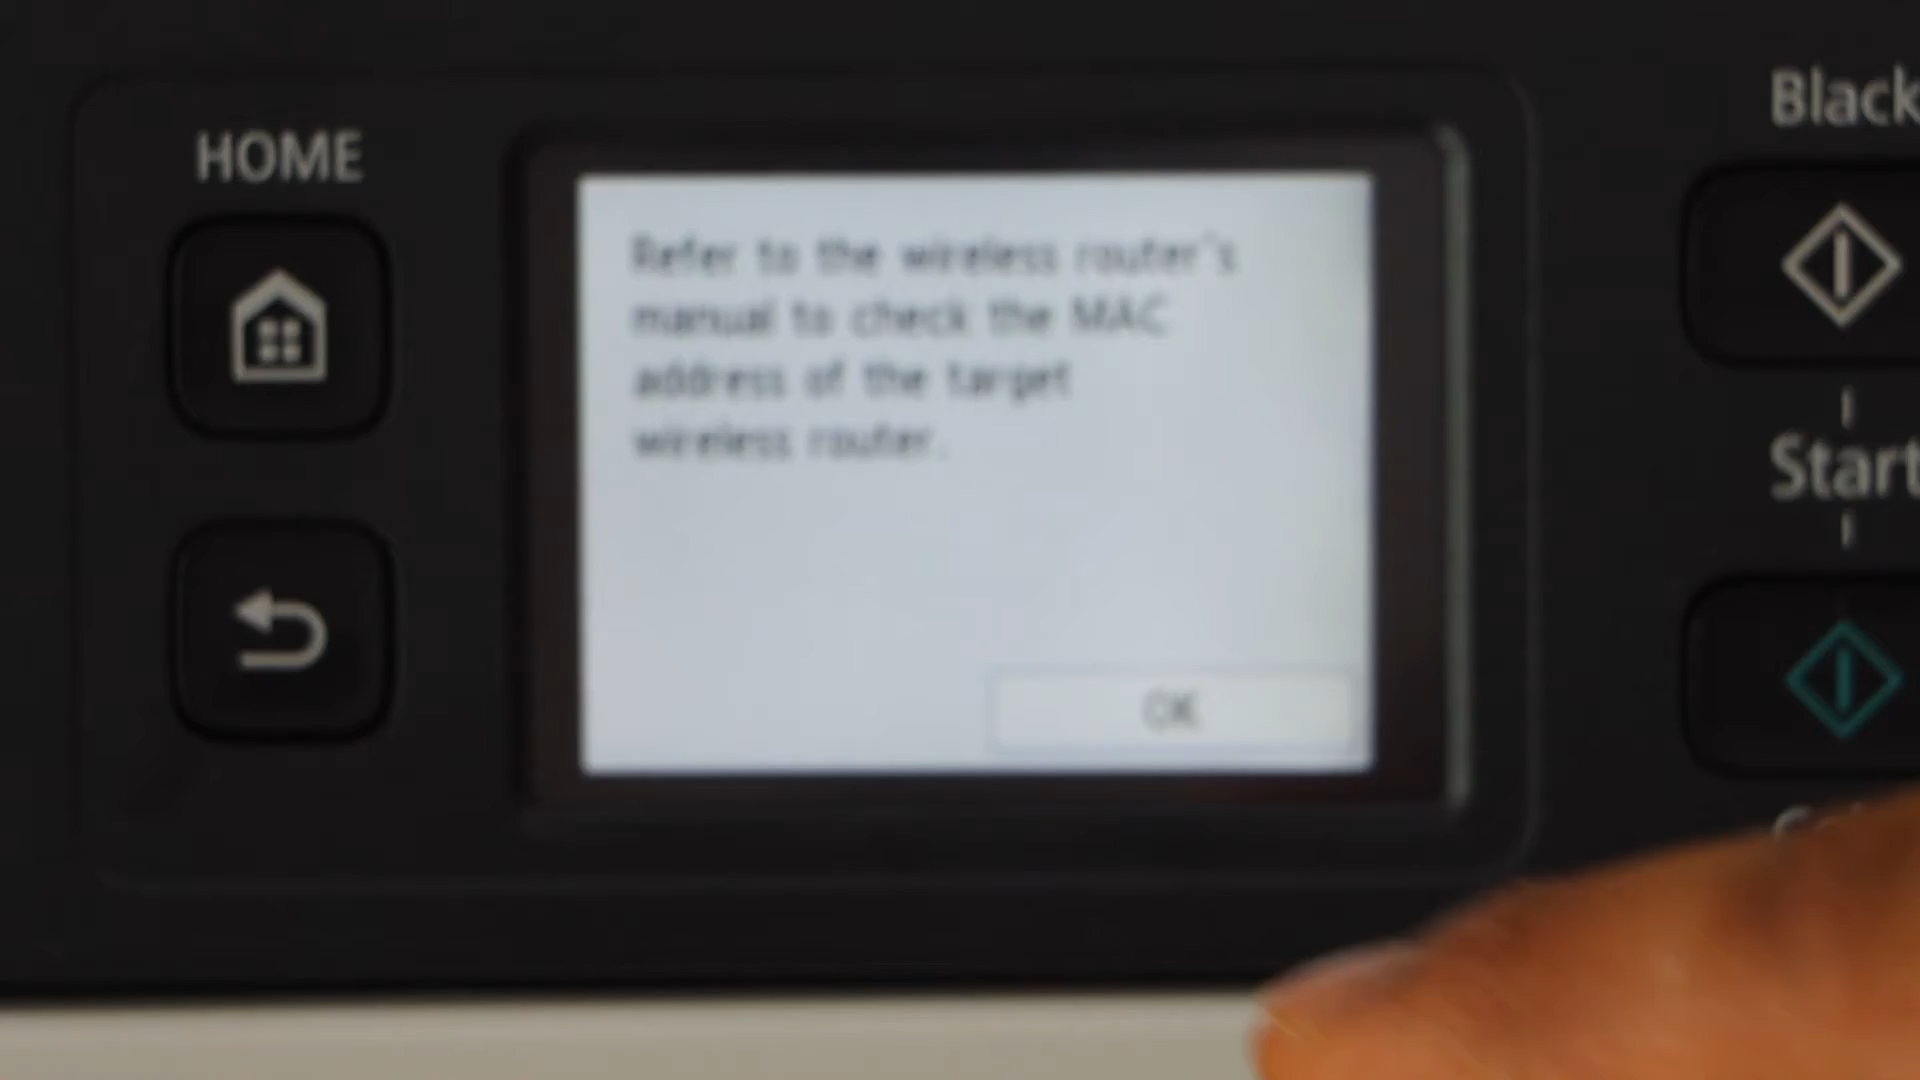 HOME
Refer to the wireless router's
manual to check the MAC
address of the target
wireless router.
OK
Black
Start